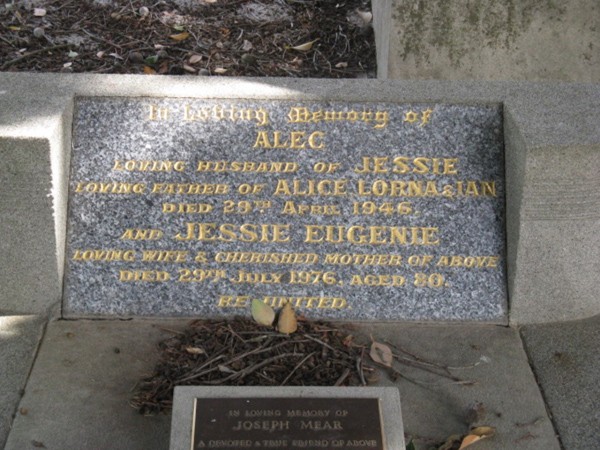 In Loving Memory of
ALEC
LOVING HUSBAND OF JESSIE
LOVING FATHER OF ALICE LORNA & IAN
DIED 29TH APRIL 1946.
AND JESSIE EUGENIE
LOVING WIFE & CHERISHED MOTHER OF ABOVE
DIED 29TH JULY 1976. AGED 80.
RE-UNITED.
IN LOVING MEMORY OF
JOSEPH MEAR
A DEVOTED & TRUE FRIEND OF ABOVE